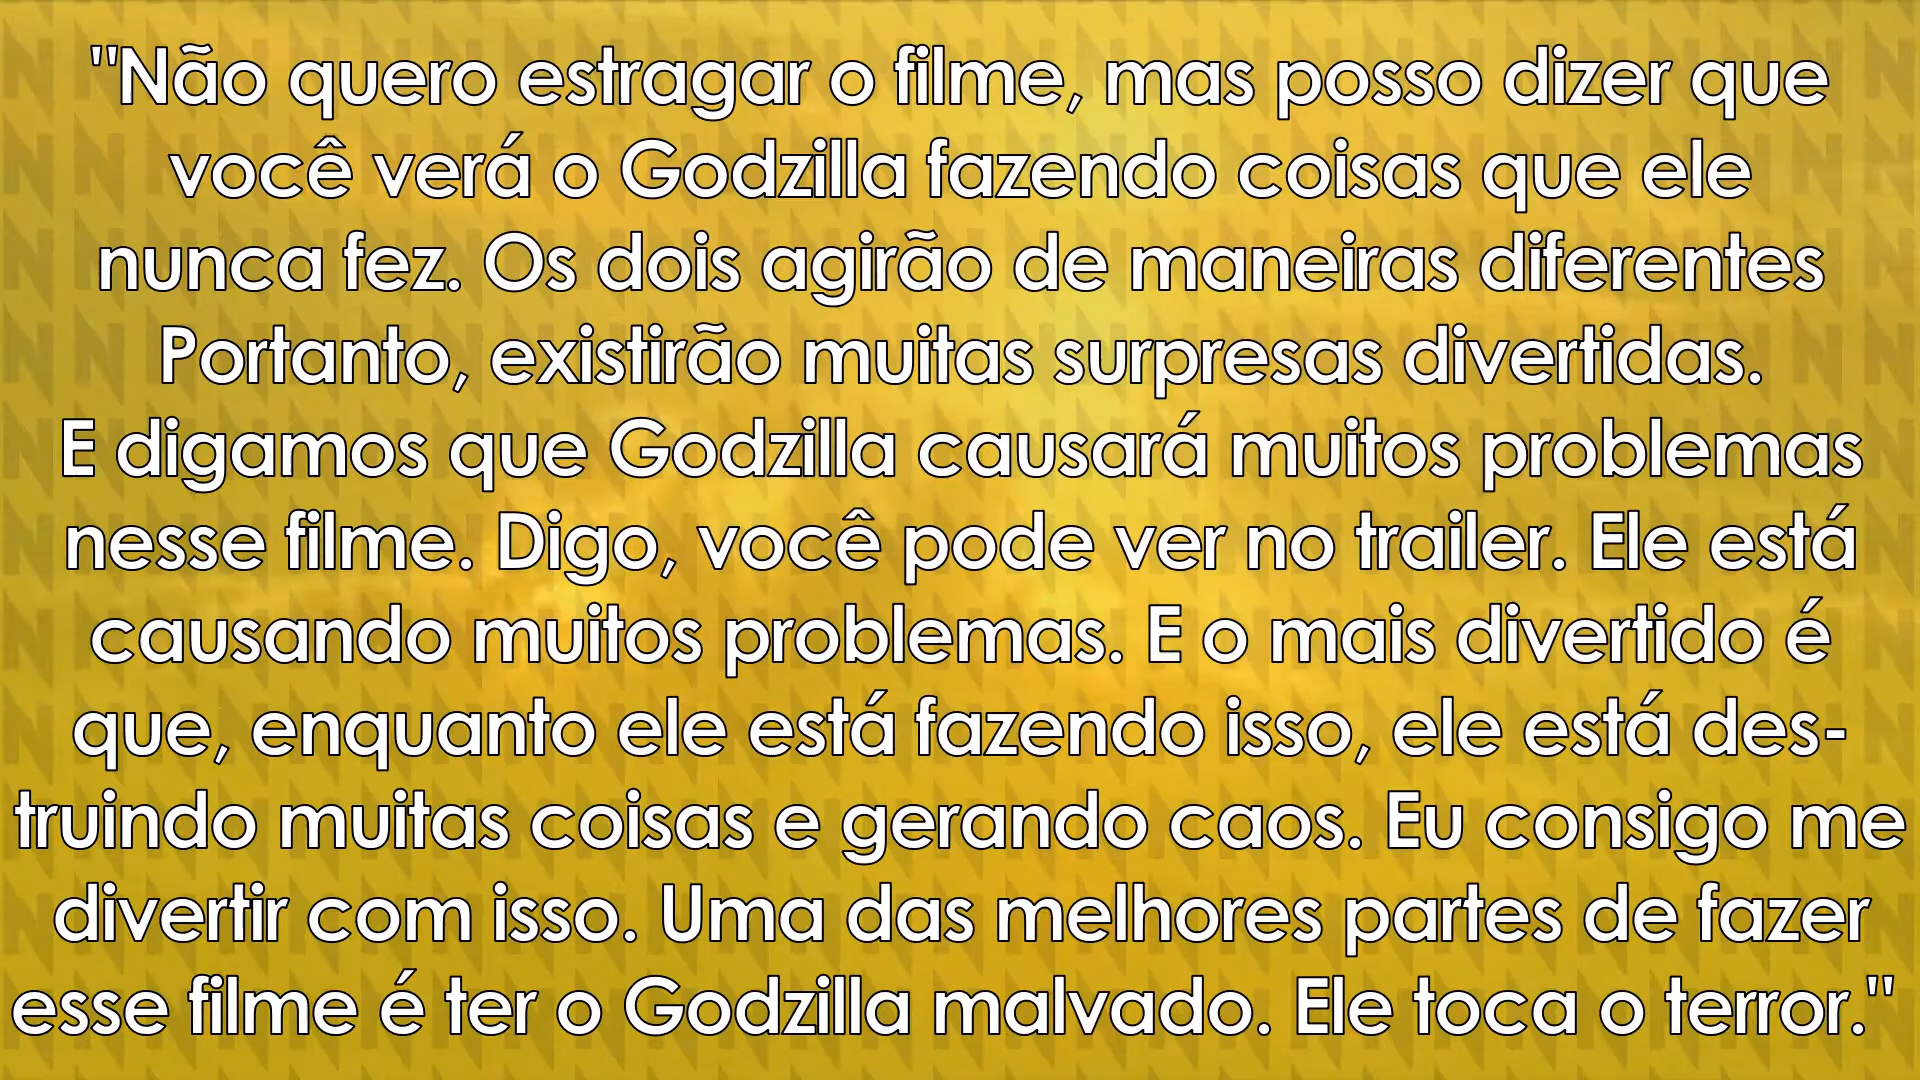 "Não quero estragar o filme, mas posso dizer que
você verá o Godzilla fazendo coisas que ele
nunca fez. Os dois agirão de maneiras diferentes
Portanto, existirão muitas surpresas divertidas.
E digamos que Godzilla causará muitos problemas
nesse filme. Digo, você pode ver no trailer. Ele está
causando muitos problemas. E o mais divertido é
que, enquanto ele está fazendo isso, ele está des-
truindo muitas coisas e gerando caos. Eu consigo me
divertir com isso. Uma das melhores partes de fazer
esse filme é ter o Godzilla malvado. Ele toca o terror."